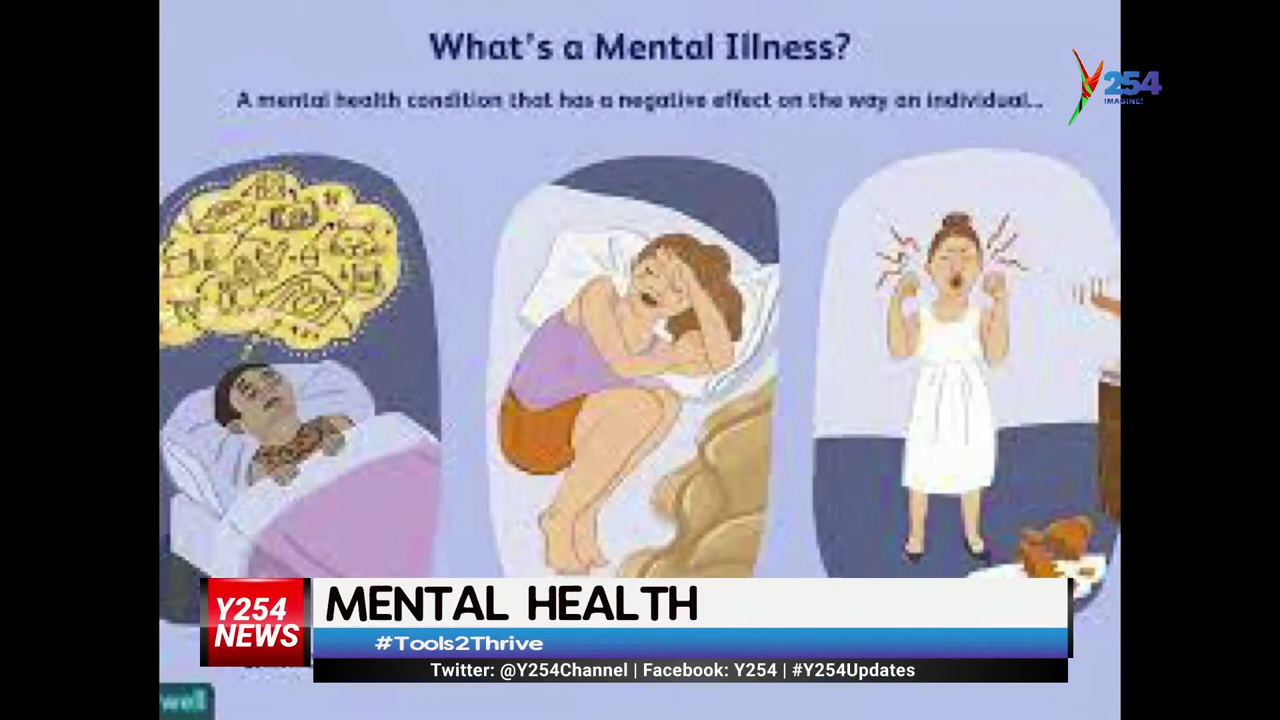 What's a Mental Illness?
A mental health condition that has a negative effect on the way an individual...
254
IMAGINE!
Y254
NEWS
MENTAL HEALTH
#Tools2Thrive
Twitter: @Y254Channel | Facebook: Y254 | #Y254Updates
well